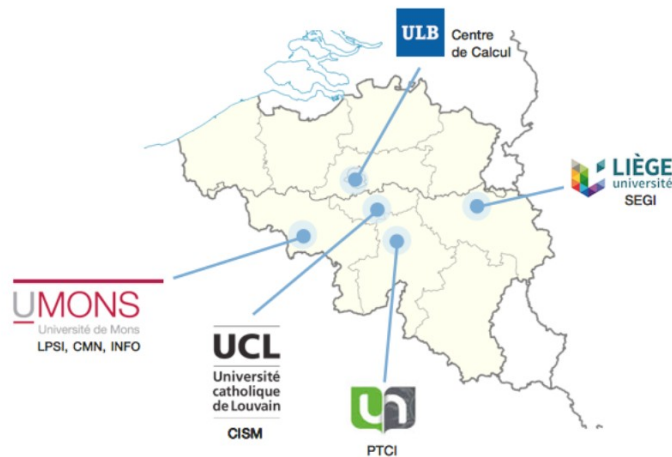 ULB
Centre
de Calcul
LIÈGE
université
SEGI
UMONS
Université de Mons
LPSI, CMN, INFO
UCL
Université
catholique
de Louvain
CISM
un
PTCI